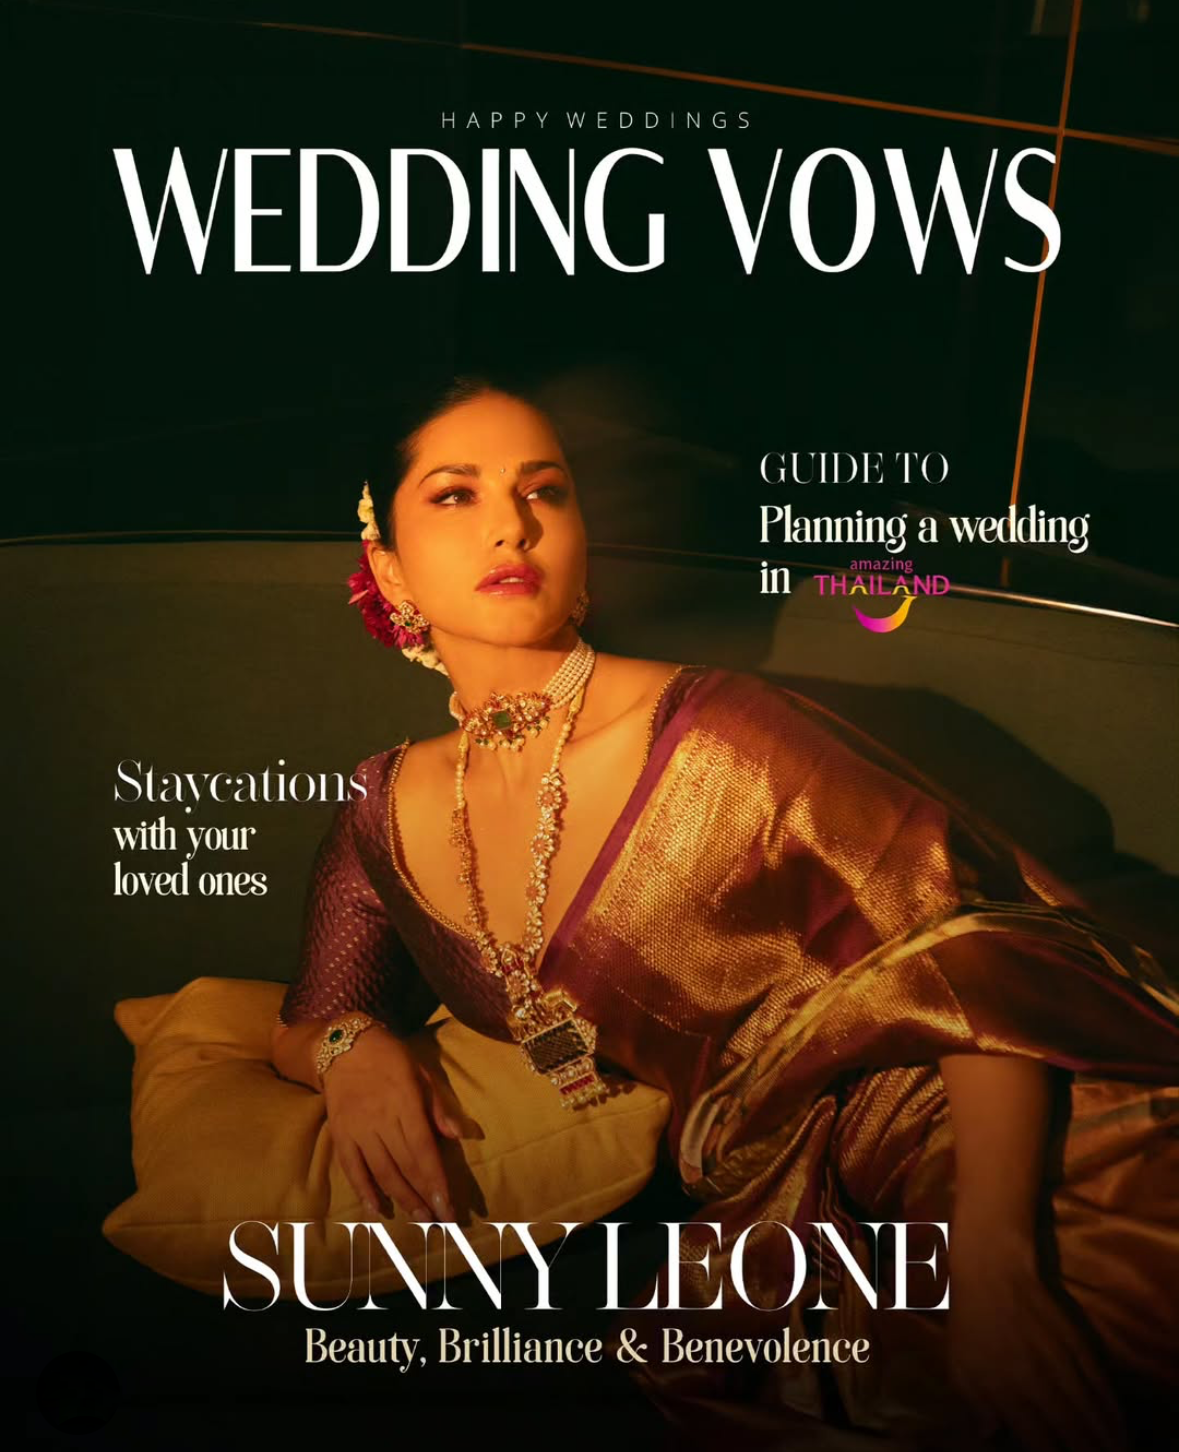 HAPPY WEDDINGS
WEDDING VOWS
GUIDE TO
Planning a wedding
in amazing THAILAND
Staycations
with your
loved ones
SUNNY LEONE
Beauty, Brilliance & Benevolence